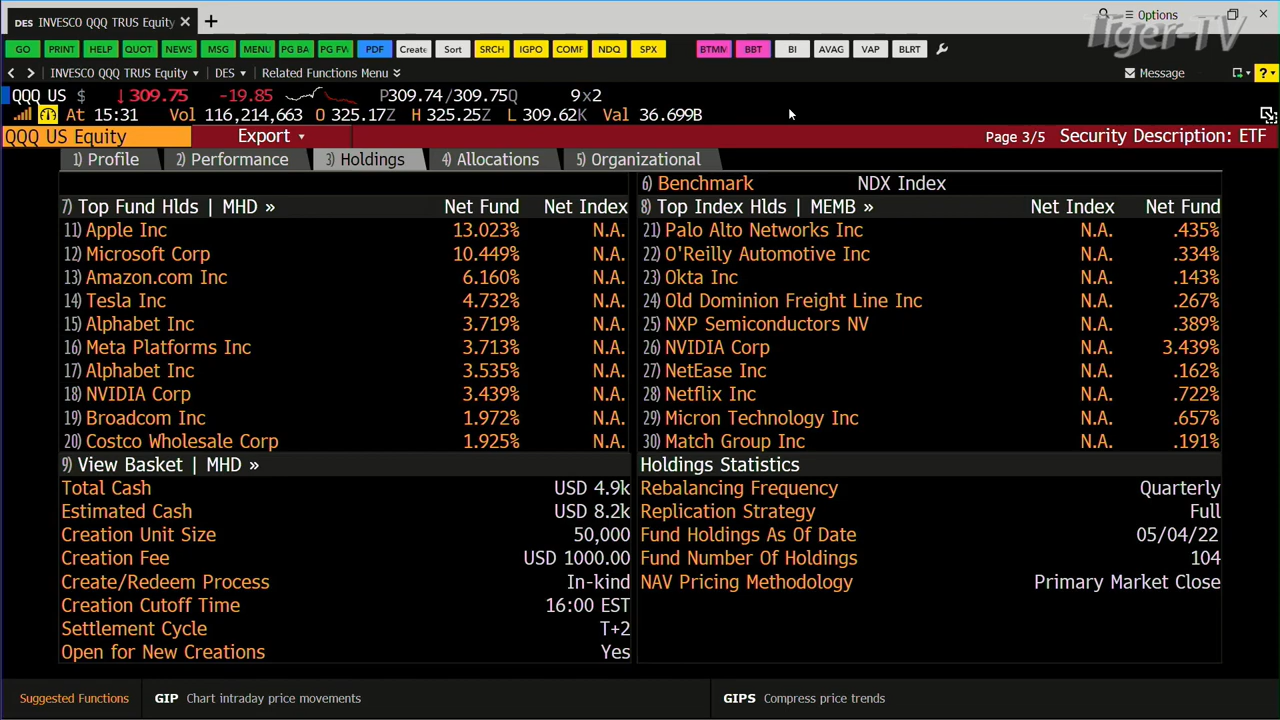 DES INVESCO QQQ TRUS Equity × +
Options
Tiger-TV
GO PRINT HELP QUOT NEWS MSG MENU PG BA PG FW PDF Create Sort SRCH IGPO COMF NDQ SPX BTMM BBT BI AVAG VAP BLRT
INVESCO QQQ TRUS Equity DES Related Functions Menu Message ?
QQQ US $ ↓309.75 -19.85 P309.74/309.75Q 9x2
At 15:31 Vol 116,214,663 O 325.17Z H 325.25Z L 309.62K Val 36.699B
QQQ US Equity Export Page 3/5 Security Description: ETF
1) Profile 2) Performance 3) Holdings 4) Allocations 5) Organizational
6) Benchmark NDX Index
7) Top Fund Hlds | MHD » Net Fund Net Index 8) Top Index Hlds | MEMB » Net Index Net Fund
11) Apple Inc 13.023% N.A. 21) Palo Alto Networks Inc N.A. .435%
12) Microsoft Corp 10.449% N.A. 22) O'Reilly Automotive Inc N.A. .334%
13) Amazon.com Inc 6.160% N.A. 23) Okta Inc N.A. .143%
14) Tesla Inc 4.732% N.A. 24) Old Dominion Freight Line Inc N.A. .267%
15) Alphabet Inc 3.719% N.A. 25) NXP Semiconductors NV N.A. .389%
16) Meta Platforms Inc 3.713% N.A. 26) NVIDIA Corp N.A. 3.439%
17) Alphabet Inc 3.535% N.A. 27) NetEase Inc N.A. .162%
18) NVIDIA Corp 3.439% N.A. 28) Netflix Inc N.A. .722%
19) Broadcom Inc 1.972% N.A. 29) Micron Technology Inc N.A. .657%
20) Costco Wholesale Corp 1.925% N.A. 30) Match Group Inc N.A. .191%
9) View Basket | MHD » Holdings Statistics
Total Cash USD 4.9k Rebalancing Frequency Quarterly
Estimated Cash USD 8.2k Replication Strategy Full
Creation Unit Size 50,000 Fund Holdings As Of Date 05/04/22
Creation Fee USD 1000.00 Fund Number Of Holdings 104
Create/Redeem Process In-kind NAV Pricing Methodology Primary Market Close
Creation Cutoff Time 16:00 EST
Settlement Cycle T+2
Open for New Creations Yes
Suggested Functions GIP Chart intraday price movements GIPS Compress price trends